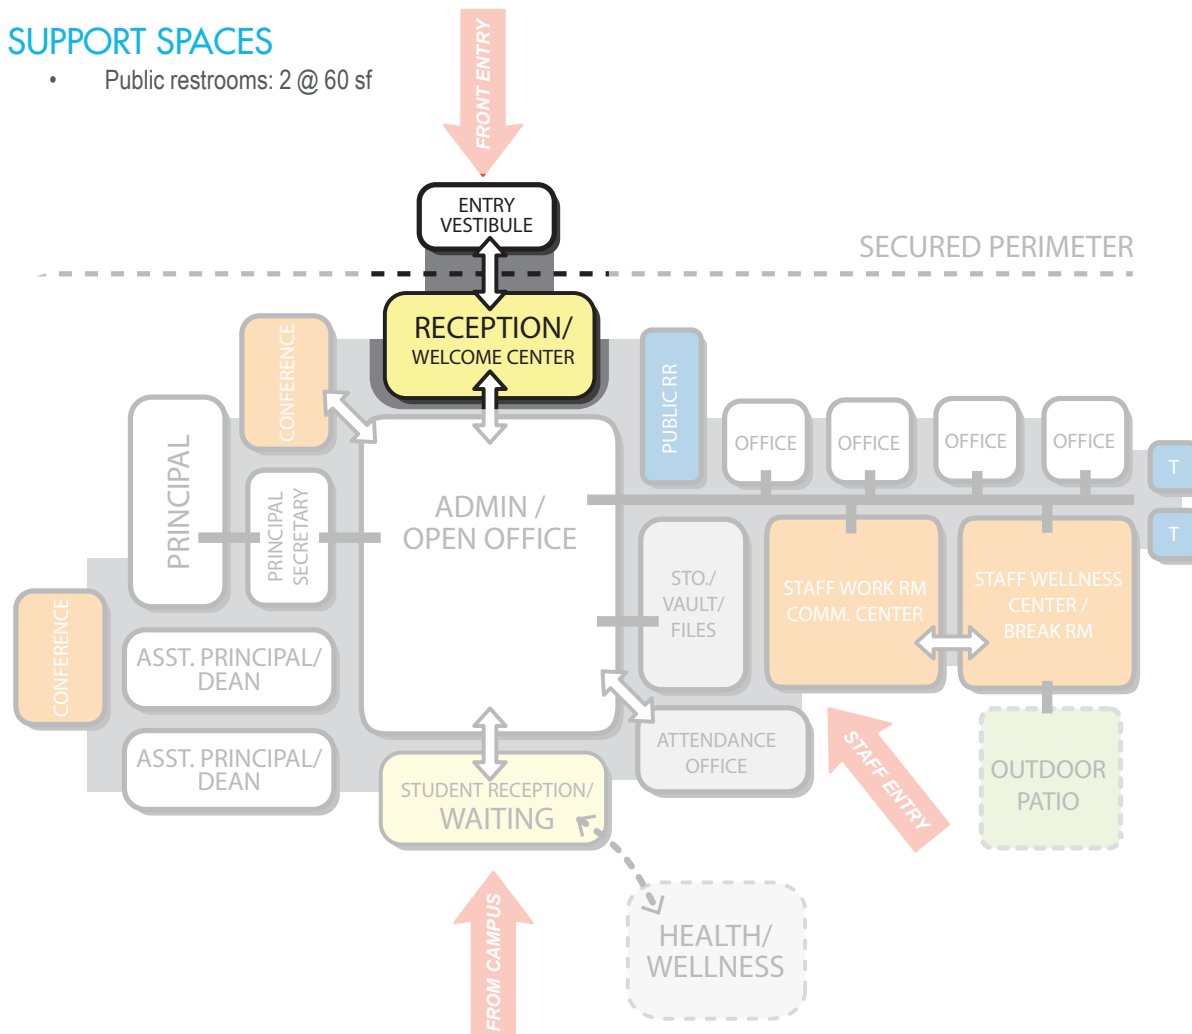 SUPPORT SPACES
• Public restrooms: 2 @ 60 sf
FRONT ENTRY
ENTRY
VESTIBULE
SECURED PERIMETER
RECEPTION/
WELCOME CENTER
CONFERENCE
PUBLIC RR
OFFICE
OFFICE
OFFICE
OFFICE
T
T
PRINCIPAL
PRINCIPAL
SECRETARY
ADMIN /
OPEN OFFICE
STO./
VAULT/
FILES
STAFF WORK RM
COMM. CENTER
STAFF WELLNESS
CENTER /
BREAK RM
CONFERENCE
ASST. PRINCIPAL/
DEAN
ASST. PRINCIPAL/
DEAN
ATTENDANCE
OFFICE
STAFF ENTRY
OUTDOOR
PATIO
STUDENT RECEPTION/
WAITING
FROM CAMPUS
HEALTH/
WELLNESS